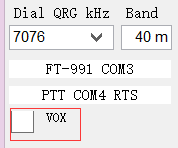 Dial QRG kHz Band
7076 40 m
FT-991 COM3
PTT COM4 RTS
VOX